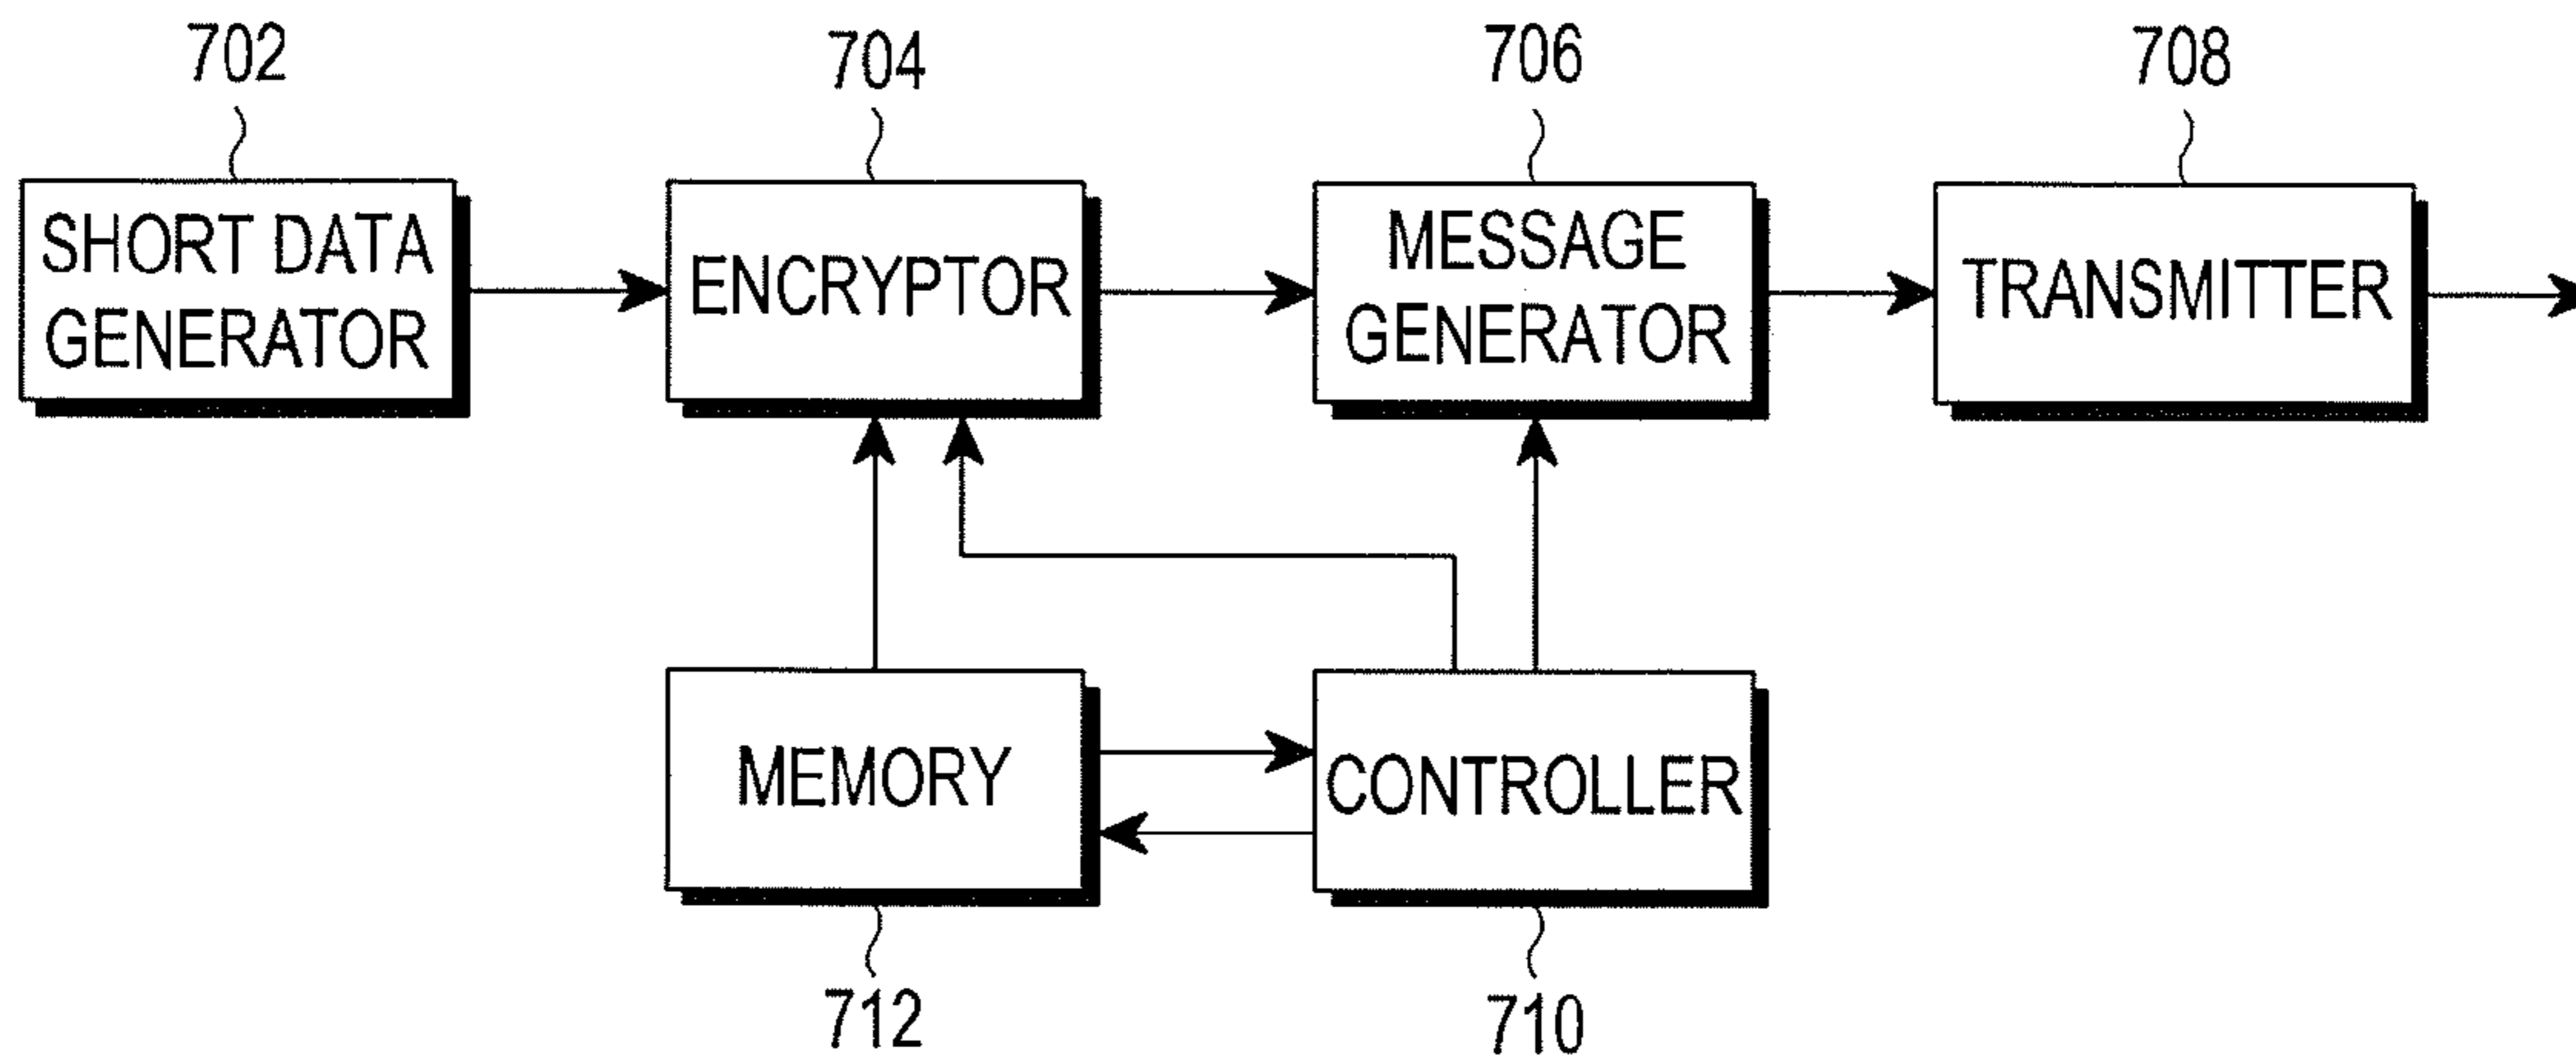 702
704
706
708
SHORT DATA
GENERATOR
ENCRYPTOR
MESSAGE
GENERATOR
TRANSMITTER
MEMORY
CONTROLLER
712
710